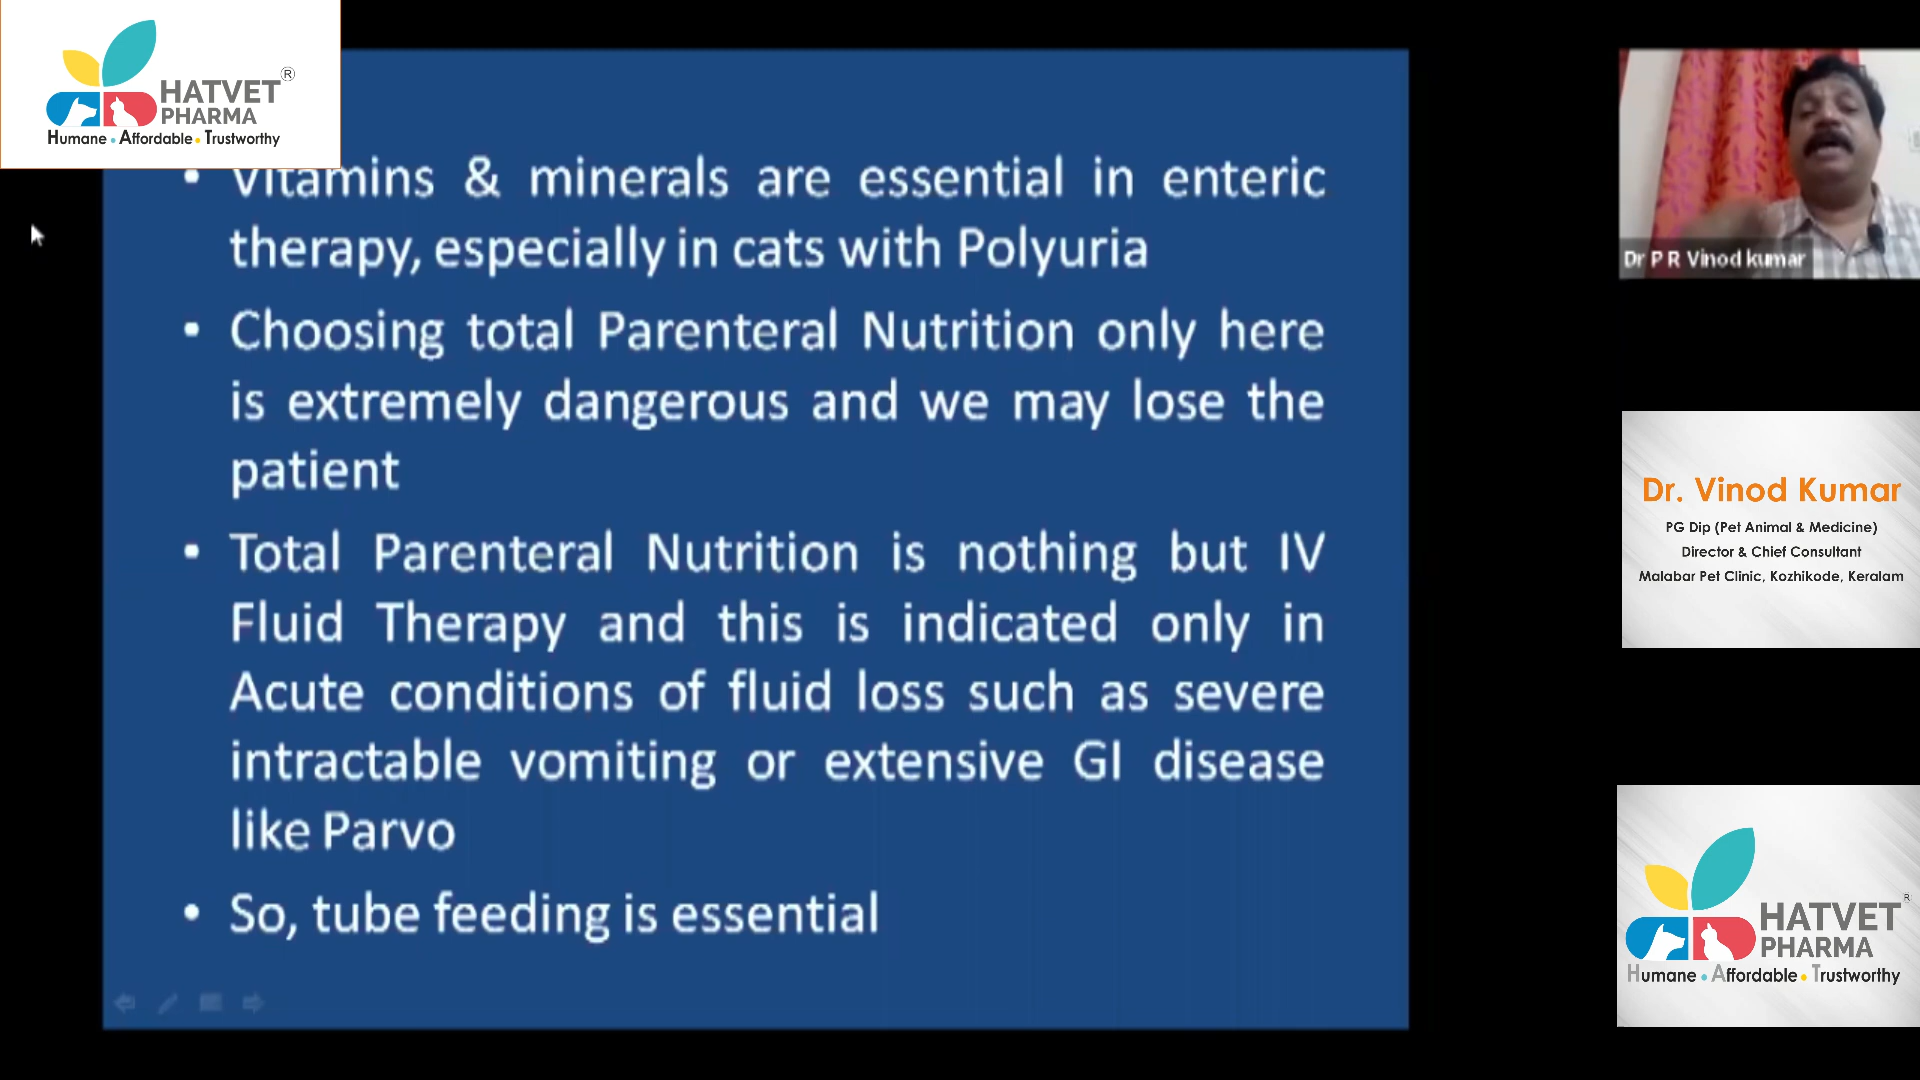 HATVET®
PHARMA
Humane • Affordable • Trustworthy
• Vitamins & minerals are essential in enteric
therapy, especially in cats with Polyuria
• Choosing total Parenteral Nutrition only here
is extremely dangerous and we may lose the
patient
• Total Parenteral Nutrition is nothing but IV
Fluid Therapy and this is indicated only in
Acute conditions of fluid loss such as severe
intractable vomiting or extensive GI disease
like Parvo
• So, tube feeding is essential
Dr P R Vinod kumar
Dr. Vinod Kumar
PG Dip (Pet Animal & Medicine)
Director & Chief Consultant
Malabar Pet Clinic, Kozhikode, Keralam
HATVET®
PHARMA
Humane • Affordable • Trustworthy